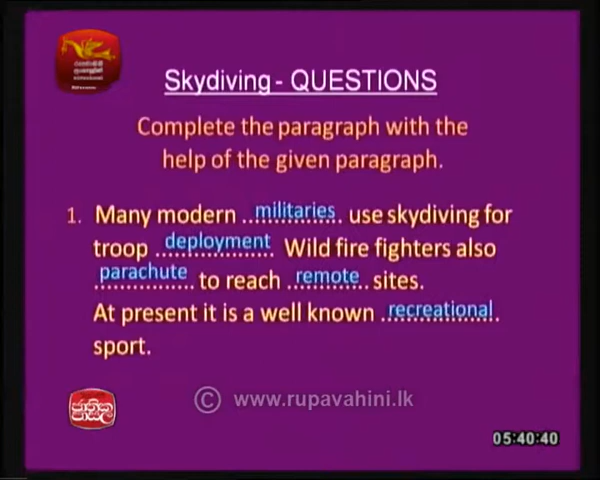 Skydiving - QUESTIONS
Complete the paragraph with the
help of the given paragraph.
1. Many modern ..militaries.. use skydiving for
troop ..deployment.. Wild fire fighters also
..parachute.. to reach ..remote.. sites.
At present it is a well known ..recreational..
sport.
ජාතික
පාසල
© www.rupavahini.lk
05:40:40